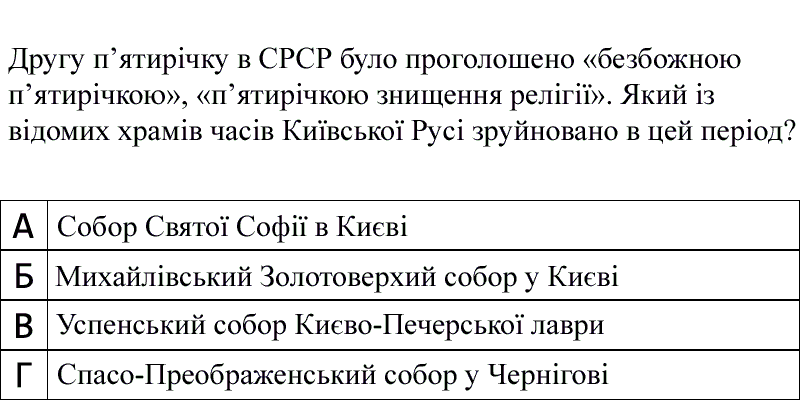 Другу п’ятирічку в СРСР було проголошено «безбожною
п’ятирічкою», «п’ятирічкою знищення релігії». Який із
відомих храмів часів Київської Русі зруйновано в цей період?
А Собор Святої Софії в Києві
Б Михайлівський Золотоверхий собор у Києві
В Успенський собор Києво-Печерської лаври
Г Спасо-Преображенський собор у Чернігові